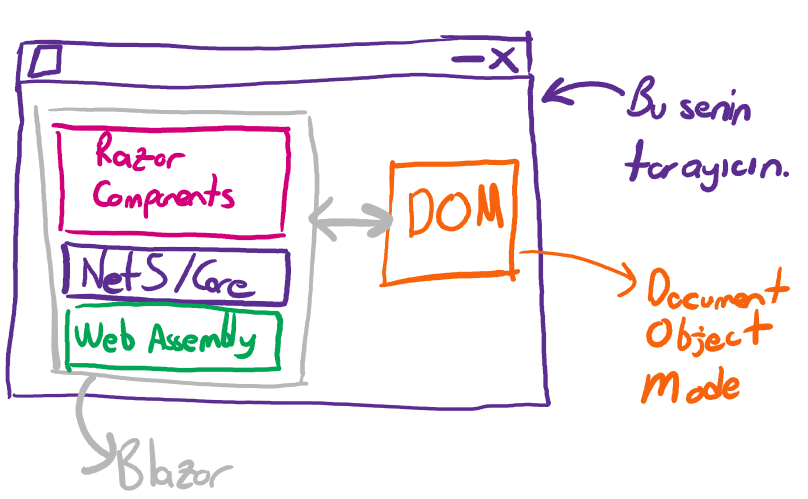 Razor
Components
Net5/Core
Web Assembly
DOM
Bu senin
tarayıcın.
Document
Object
Mode
Blazor